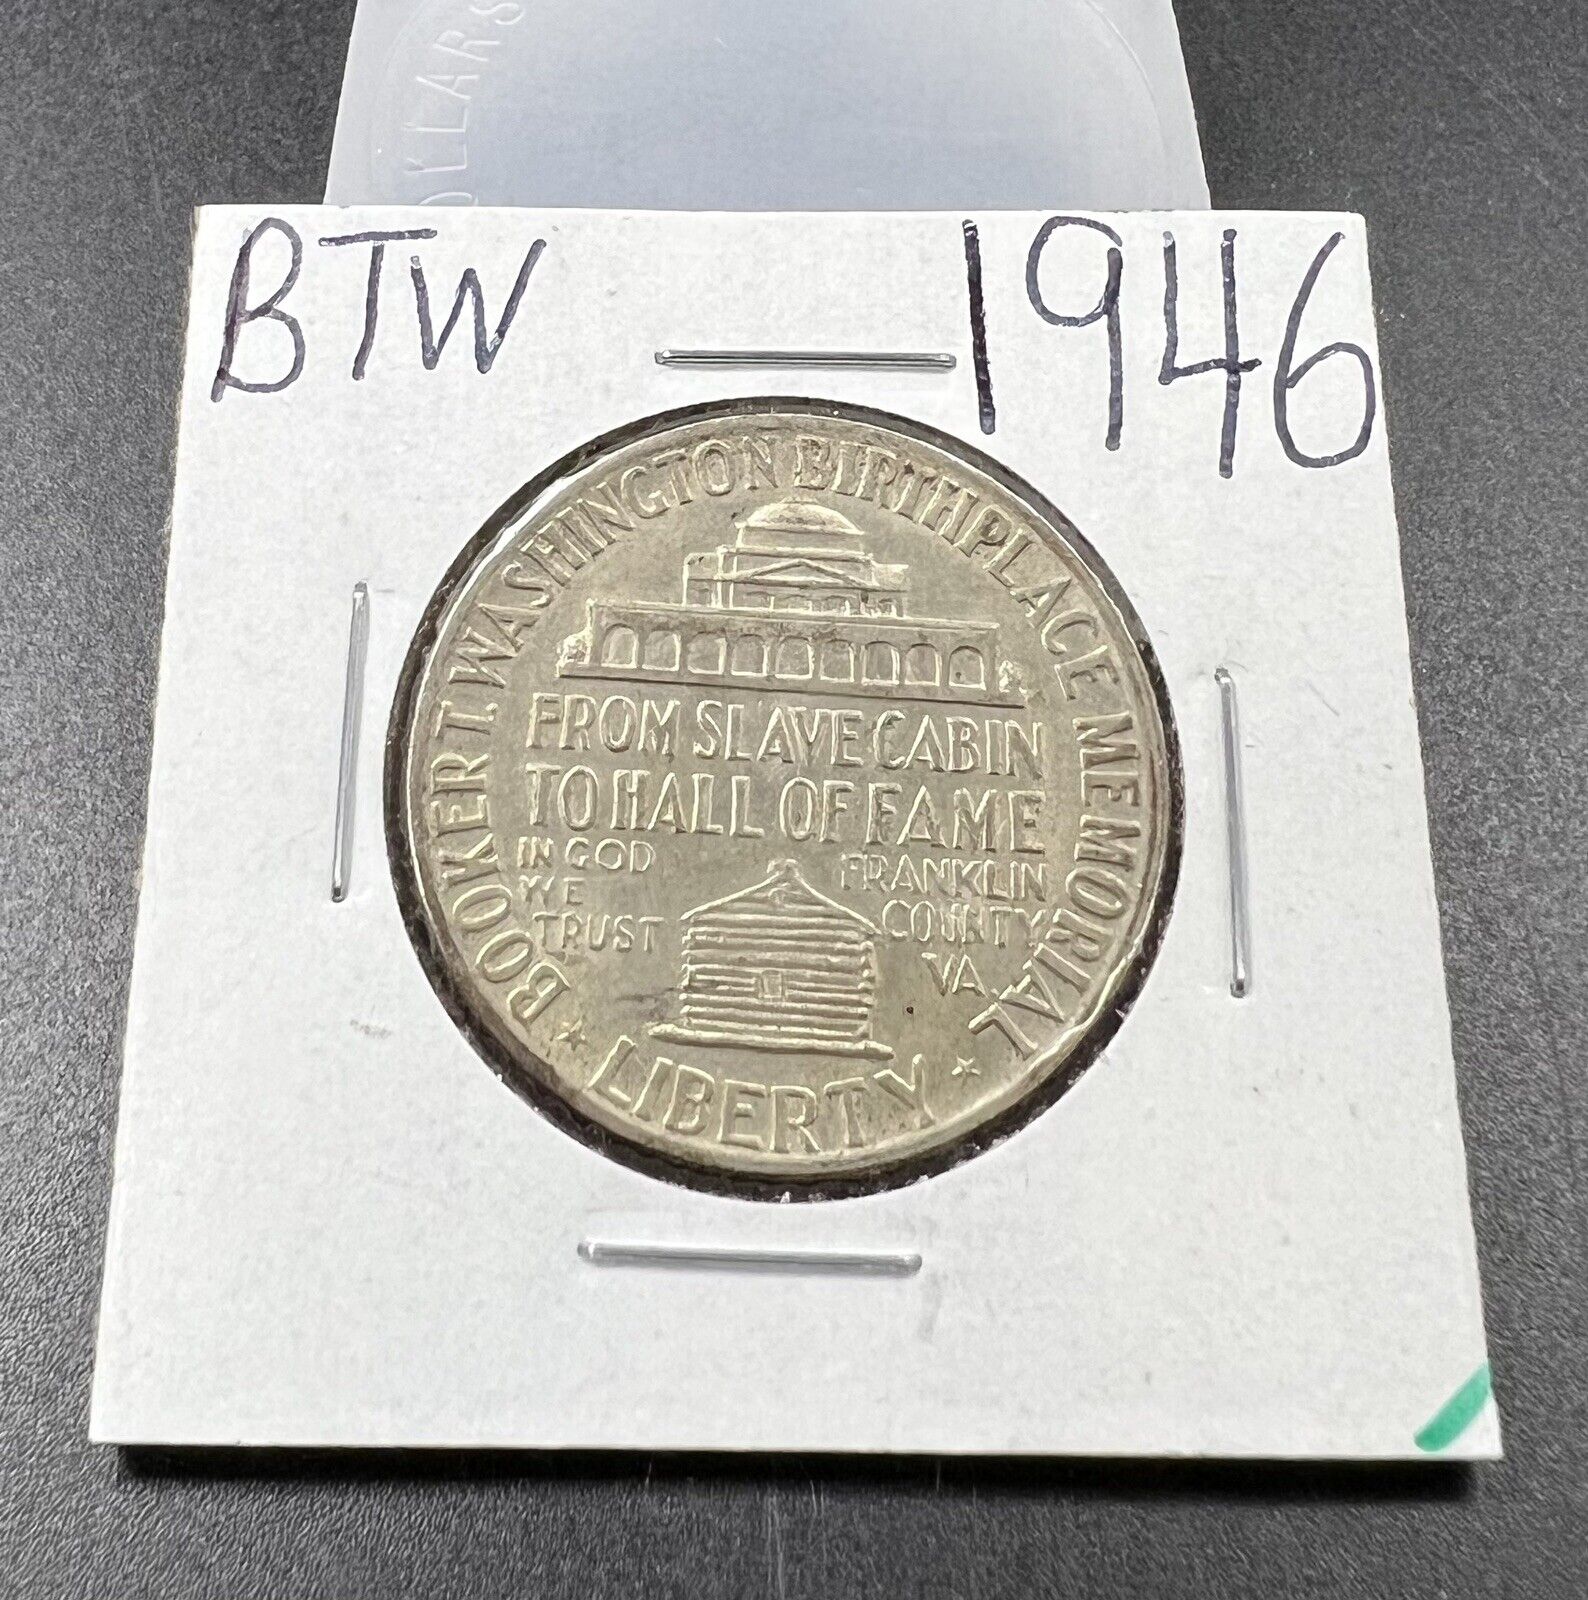 DOLLARS
BTW 1946
BOOKER T. WASHINGTON BIRTHPLACE MEMORIAL
FROM SLAVE CABIN
TO HALL OF FAME
IN GOD
WE
TRUST
FRANKLIN
COUNTY
VA.
LIBERTY